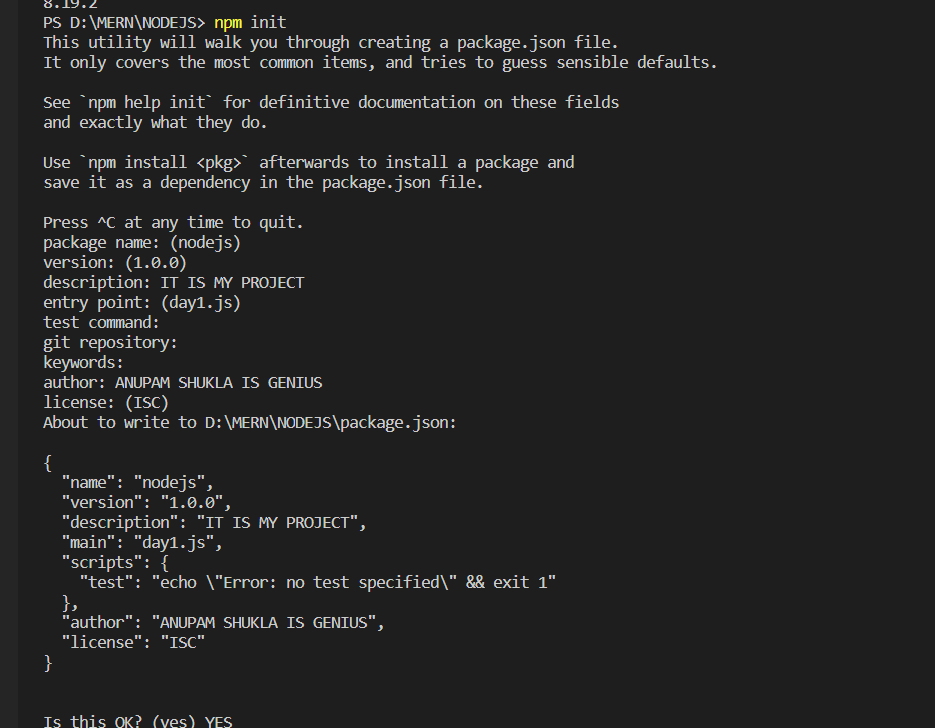 8.19.2
PS D:\MERN\NODEJS> npm init
This utility will walk you through creating a package.json file.
It only covers the most common items, and tries to guess sensible defaults.

See `npm help init` for definitive documentation on these fields
and exactly what they do.

Use `npm install <pkg>` afterwards to install a package and
save it as a dependency in the package.json file.

Press ^C at any time to quit.
package name: (nodejs)
version: (1.0.0)
description: IT IS MY PROJECT
entry point: (day1.js)
test command:
git repository:
keywords:
author: ANUPAM SHUKLA IS GENIUS
license: (ISC)
About to write to D:\MERN\NODEJS\package.json:

{
  "name": "nodejs",
  "version": "1.0.0",
  "description": "IT IS MY PROJECT",
  "main": "day1.js",
  "scripts": {
    "test": "echo \"Error: no test specified\" && exit 1"
  },
  "author": "ANUPAM SHUKLA IS GENIUS",
  "license": "ISC"
}

Is this OK? (yes) YES